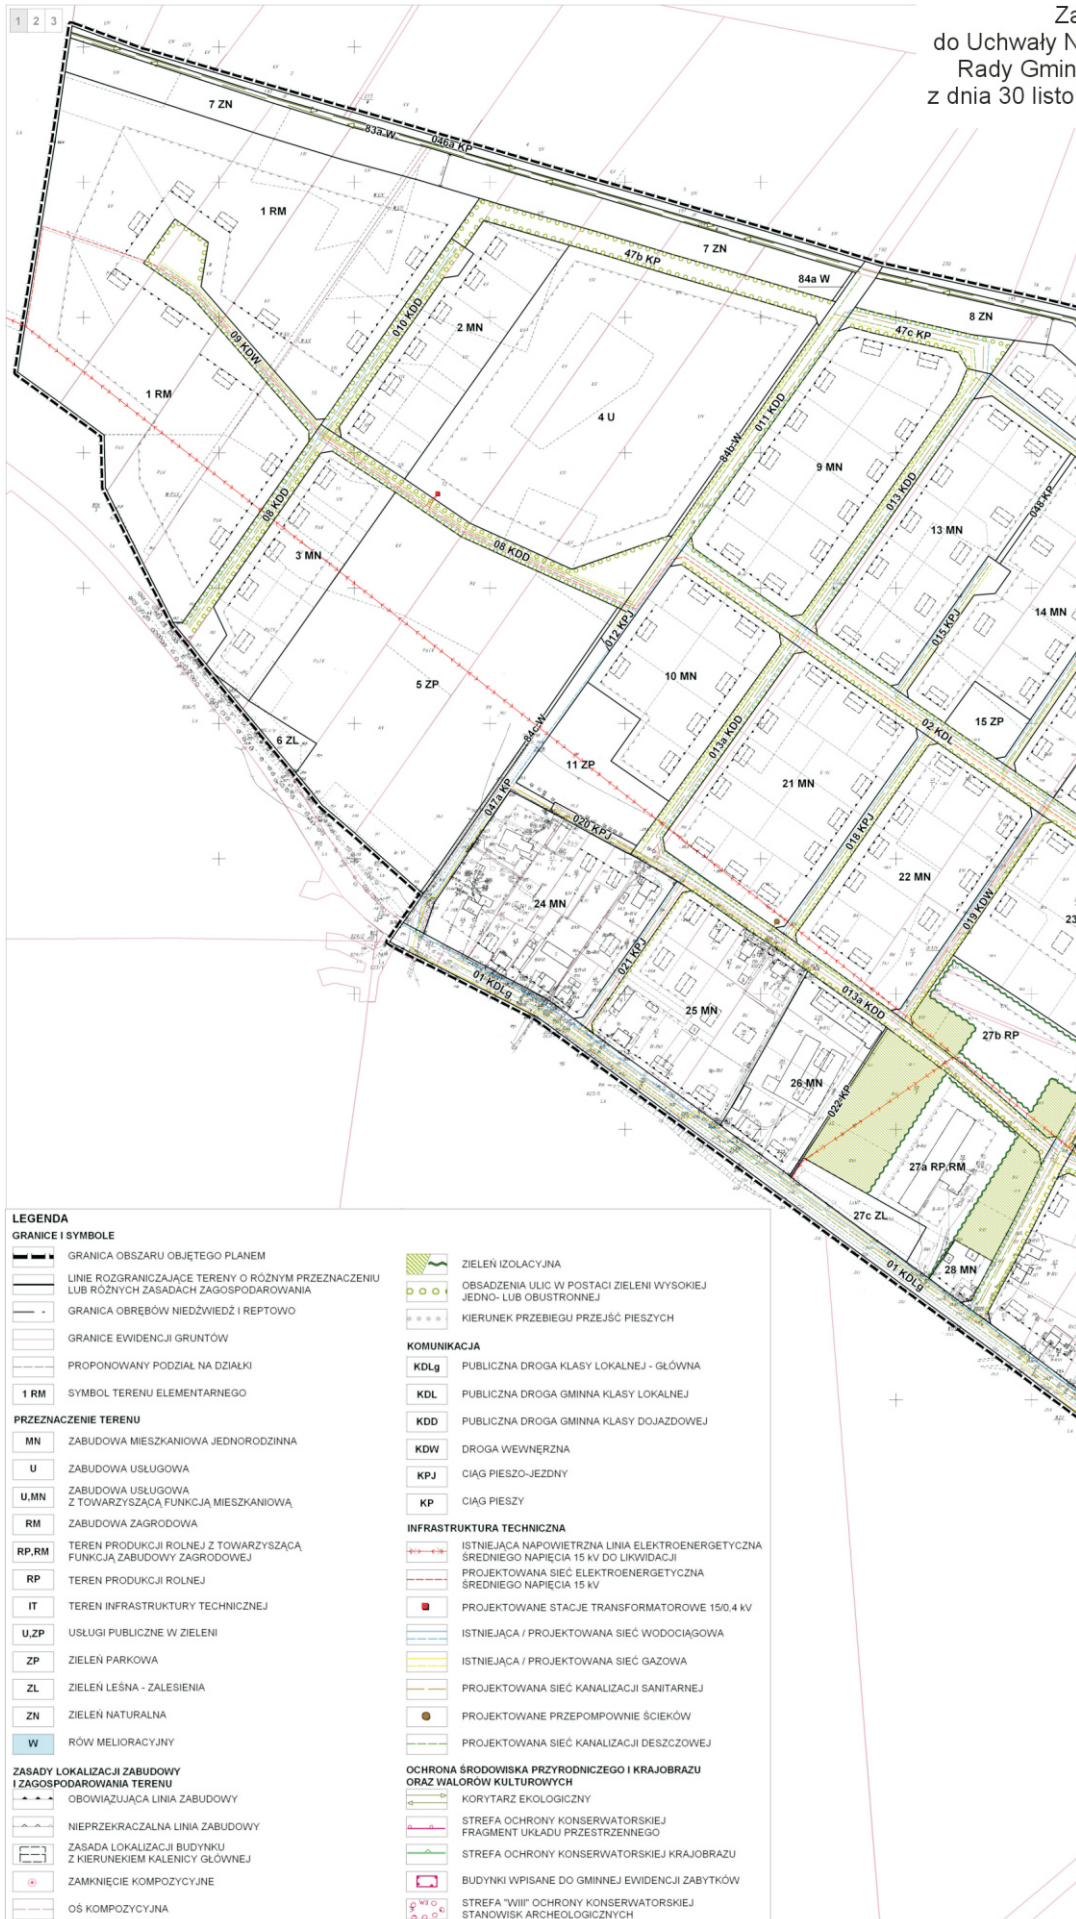 1 2 3
Za
do Uchwały N
Rady Gmin
z dnia 30 listo
7 ZN
83a W
046a KP
1 RM
7 ZN
47b KP
84a W
8 ZN
47c KP
010 KDD
2 MN
09 KDW
011 KDD
1 RM
4 U
84b W
9 MN
013 KDD
048 KP
08 KDD
13 MN
3 MN
08 KDD
012 KPJ
015 KPJ
14 MN
10 MN
5 ZP
15 ZP
02 KDL
84c W
013a KDD
6 ZL
11 ZP
21 MN
047a KP
020 KPJ
018 KPJ
22 MN
24 MN
019 KDW
23
021 KPJ
01 KDLg
25 MN
013a KDD
27b RP
26 MN
022 KP
27a RP,RM
27c ZL
01 KDLg
28 MN
LEGENDA
GRANICE I SYMBOLE
GRANICA OBSZARU OBJĘTEGO PLANEM
LINIE ROZGRANICZAJĄCE TERENY O RÓŻNYM PRZEZNACZENIU
LUB RÓŻNYCH ZASADACH ZAGOSPODAROWANIA
GRANICA OBRĘBÓW NIEDŹWIEDŹ I REPTOWO
GRANICE EWIDENCJI GRUNTÓW
PROPONOWANY PODZIAŁ NA DZIAŁKI
1 RM SYMBOL TERENU ELEMENTARNEGO
PRZEZNACZENIE TERENU
MN ZABUDOWA MIESZKANIOWA JEDNORODZINNA
U ZABUDOWA USŁUGOWA
U,MN ZABUDOWA USŁUGOWA
Z TOWARZYSZĄCĄ FUNKCJĄ MIESZKANIOWĄ
RM ZABUDOWA ZAGRODOWA
RP,RM TEREN PRODUKCJI ROLNEJ Z TOWARZYSZĄCĄ
FUNKCJĄ ZABUDOWY ZAGRODOWEJ
RP TEREN PRODUKCJI ROLNEJ
IT TEREN INFRASTRUKTURY TECHNICZNEJ
U,ZP USŁUGI PUBLICZNE W ZIELENI
ZP ZIELEŃ PARKOWA
ZL ZIELEŃ LEŚNA - ZALESIENIA
ZN ZIELEŃ NATURALNA
W RÓW MELIORACYJNY
ZASADY LOKALIZACJI ZABUDOWY
I ZAGOSPODAROWANIA TERENU
OBOWIĄZUJĄCA LINIA ZABUDOWY
NIEPRZEKRACZALNA LINIA ZABUDOWY
ZASADA LOKALIZACJI BUDYNKU
Z KIERUNEKIEM KALENICY GŁÓWNEJ
ZAMKNIĘCIE KOMPOZYCYJNE
OŚ KOMPOZYCYJNA
ZIELEŃ IZOLACYJNA
OBSADZENIA ULIC W POSTACI ZIELENI WYSOKIEJ
JEDNO- LUB OBUSTRONNEJ
KIERUNEK PRZEBIEGU PRZEJŚĆ PIESZYCH
KOMUNIKACJA
KDLg PUBLICZNA DROGA KLASY LOKALNEJ - GŁÓWNA
KDL PUBLICZNA DROGA GMINNA KLASY LOKALNEJ
KDD PUBLICZNA DROGA GMINNA KLASY DOJAZDOWEJ
KDW DROGA WEWNĘRZNA
KPJ CIĄG PIESZO-JEZDNY
KP CIĄG PIESZY
INFRASTRUKTURA TECHNICZNA
ISTNIEJĄCA NAPOWIETRZNA LINIA ELEKTROENERGETYCZNA
ŚREDNIEGO NAPIĘCIA 15 kV DO LIKWIDACJI
PROJEKTOWANA SIEĆ ELEKTROENERGETYCZNA
ŚREDNIEGO NAPIĘCIA 15 kV
PROJEKTOWANE STACJE TRANSFORMATOROWE 15/0,4 kV
ISTNIEJĄCA / PROJEKTOWANA SIEĆ WODOCIĄGOWA
ISTNIEJĄCA / PROJEKTOWANA SIEĆ GAZOWA
PROJEKTOWANA SIEĆ KANALIZACJI SANITARNEJ
PROJEKTOWANE PRZEPOMPOWNIE ŚCIEKÓW
PROJEKTOWANA SIEĆ KANALIZACJI DESZCZOWEJ
OCHRONA ŚRODOWISKA PRZYRODNICZEGO I KRAJOBRAZU
ORAZ WALORÓW KULTUROWYCH
KORYTARZ EKOLOGICZNY
STREFA OCHRONY KONSERWATORSKIEJ
FRAGMENT UKŁADU PRZESTRZENNEGO
STREFA OCHRONY KONSERWATORSKIEJ KRAJOBRAZU
BUDYNKI WPISANE DO GMINNEJ EWIDENCJI ZABYTKÓW
STREFA "WIII" OCHRONY KONSERWATORSKIEJ
STANOWISK ARCHEOLOGICZNYCH